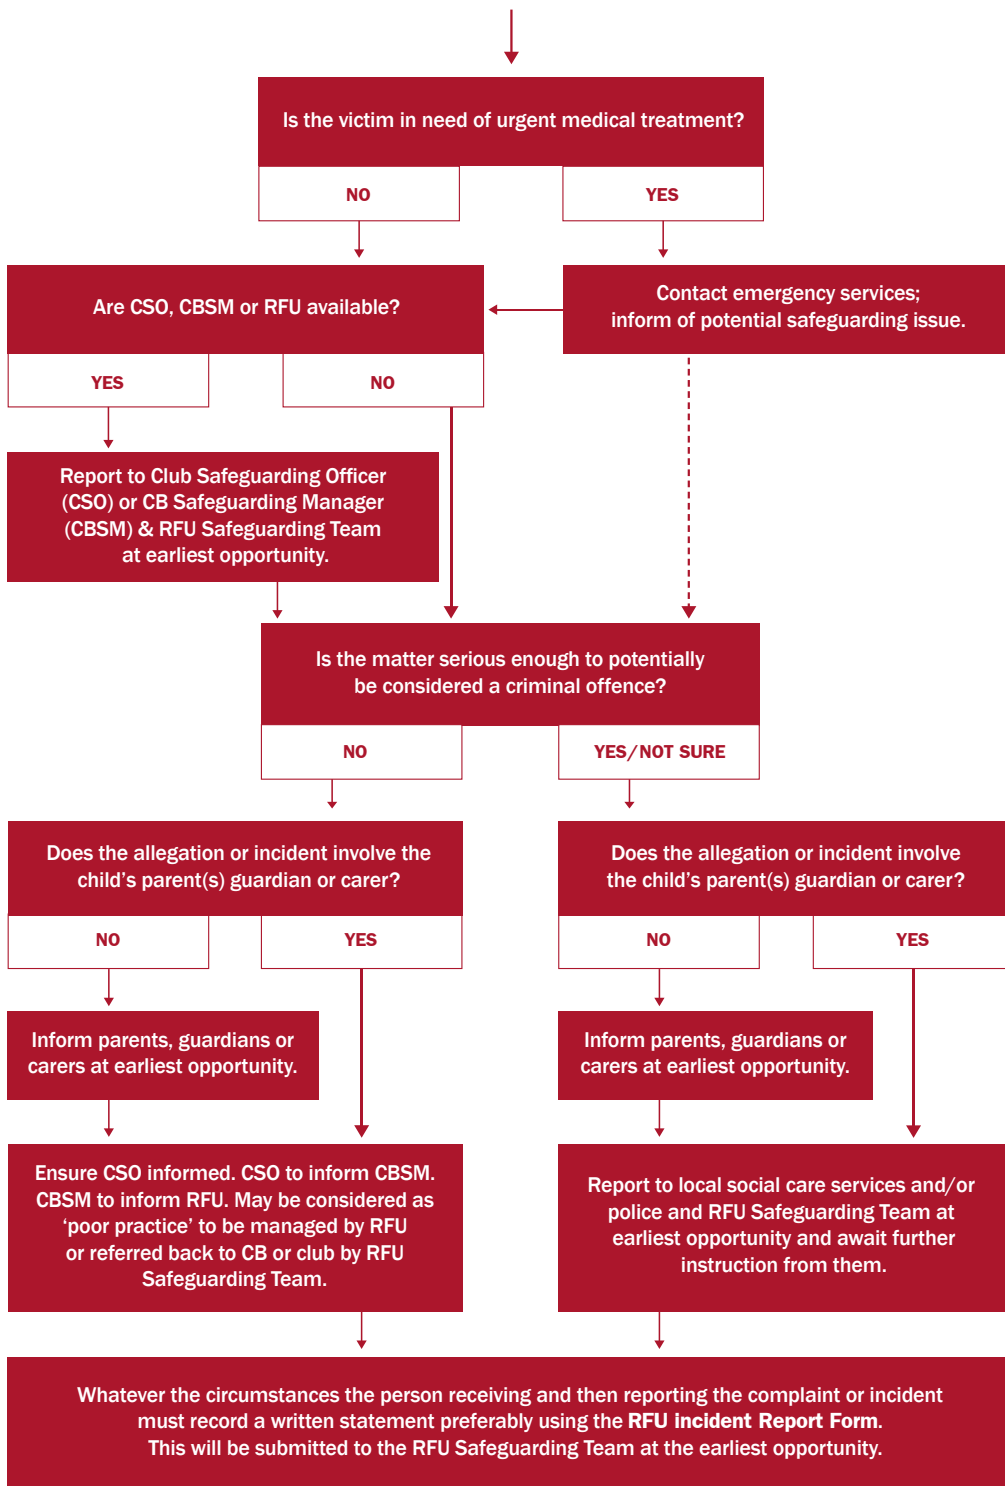 Is the victim in need of urgent medical treatment?
NO
YES
Are CSO, CBSM or RFU available?
Contact emergency services;
inform of potential safeguarding issue.
YES
NO
Report to Club Safeguarding Officer
(CSO) or CB Safeguarding Manager
(CBSM) & RFU Safeguarding Team
at earliest opportunity.
Is the matter serious enough to potentially
be considered a criminal offence?
NO
YES/NOT SURE
Does the allegation or incident involve the
child’s parent(s) guardian or carer?
Does the allegation or incident involve
the child’s parent(s) guardian or carer?
NO
YES
NO
YES
Inform parents, guardians or
carers at earliest opportunity.
Inform parents, guardians or
carers at earliest opportunity.
Ensure CSO informed. CSO to inform CBSM.
CBSM to inform RFU. May be considered as
‘poor practice’ to be managed by RFU
or referred back to CB or club by RFU
Safeguarding Team.
Report to local social care services and/or
police and RFU Safeguarding Team at
earliest opportunity and await further
instruction from them.
Whatever the circumstances the person receiving and then reporting the complaint or incident
must record a written statement preferably using the RFU incident Report Form.
This will be submitted to the RFU Safeguarding Team at the earliest opportunity.